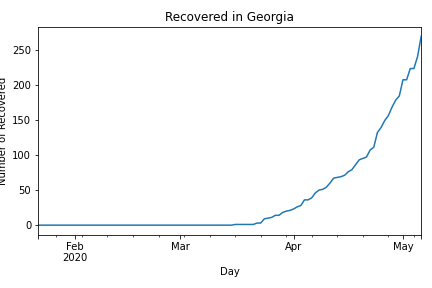 Recovered in Georgia
Number of Recovered
250
200
150
100
50
0
Feb
2020
Mar
Apr
May
Day